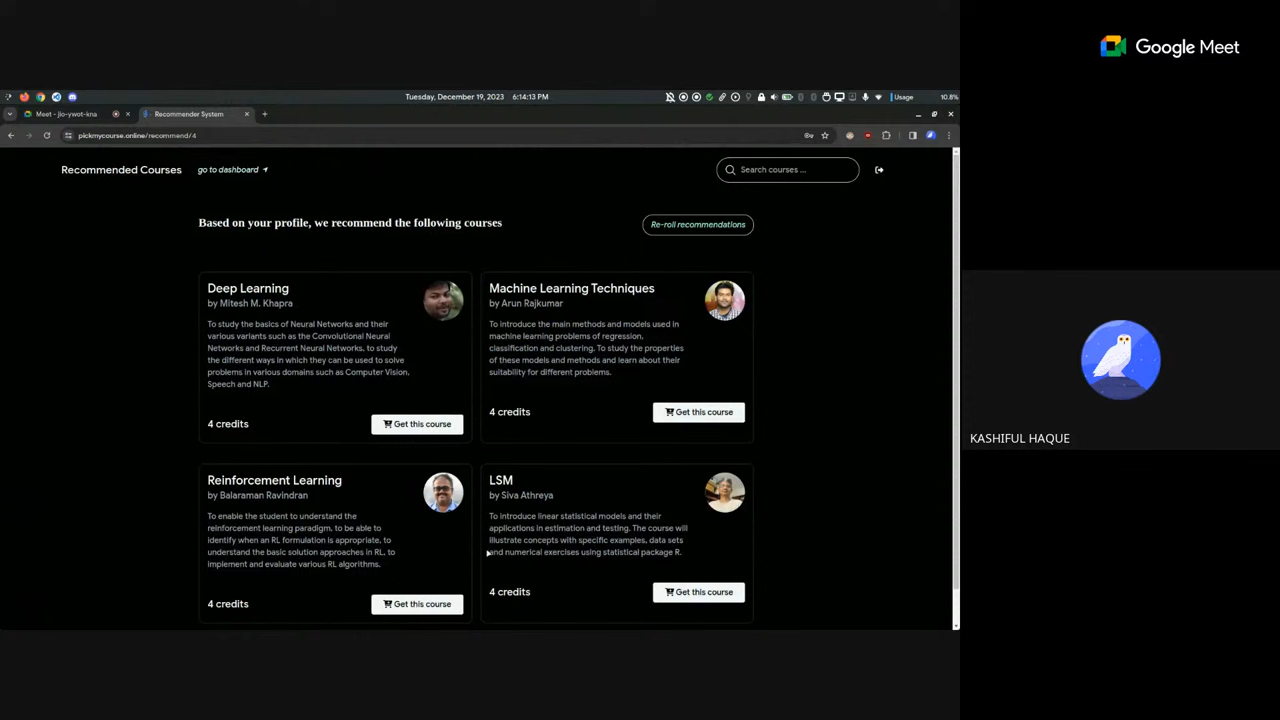 Google Meet
Tuesday, December 19, 2023 6:14:13 PM
Usage 10.8%
Meet - jio-ywot-kna
Recommender System
pickmycourse.online/recommend/4
Recommended Courses
go to dashboard
Search courses ...
Based on your profile, we recommend the following courses
Re-roll recommendations
Deep Learning
by Mitesh M. Khapra
To study the basics of Neural Networks and their
various variants such as the Convolutional Neural
Networks and Recurrent Neural Networks, to study
the different ways in which they can be used to solve
problems in various domains such as Computer Vision,
Speech and NLP.
4 credits
Get this course
Machine Learning Techniques
by Arun Rajkumar
To introduce the main methods and models used in
machine learning problems of regression,
classification and clustering. To study the properties
of these models and methods and learn about their
suitability for different problems.
4 credits
Get this course
Reinforcement Learning
by Balaraman Ravindran
To enable the student to understand the
reinforcement learning paradigm, to be able to
identify when an RL formulation is appropriate, to
understand the basic solution approaches in RL, to
implement and evaluate various RL algorithms.
4 credits
Get this course
LSM
by Siva Athreya
To introduce linear statistical models and their
applications in estimation and testing. The course will
illustrate concepts with specific examples, data sets
and numerical exercises using statistical package R.
4 credits
Get this course
KASHIFUL HAQUE